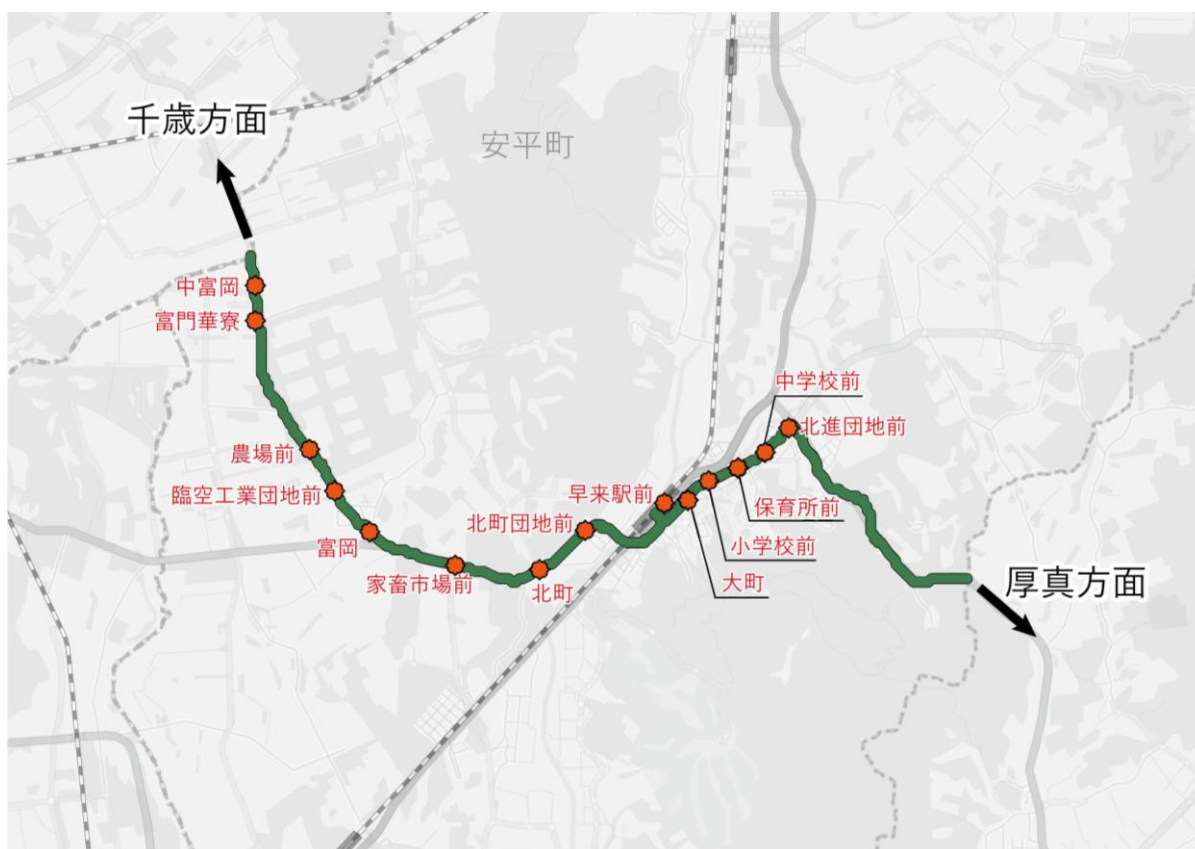 千歳方面
安平町
中富岡
富門華寮
農場前
臨空工業団地前
富岡
家畜市場前
北町
北町団地前
早来駅前
大町
小学校前
保育所前
中学校前
北進団地前
厚真方面